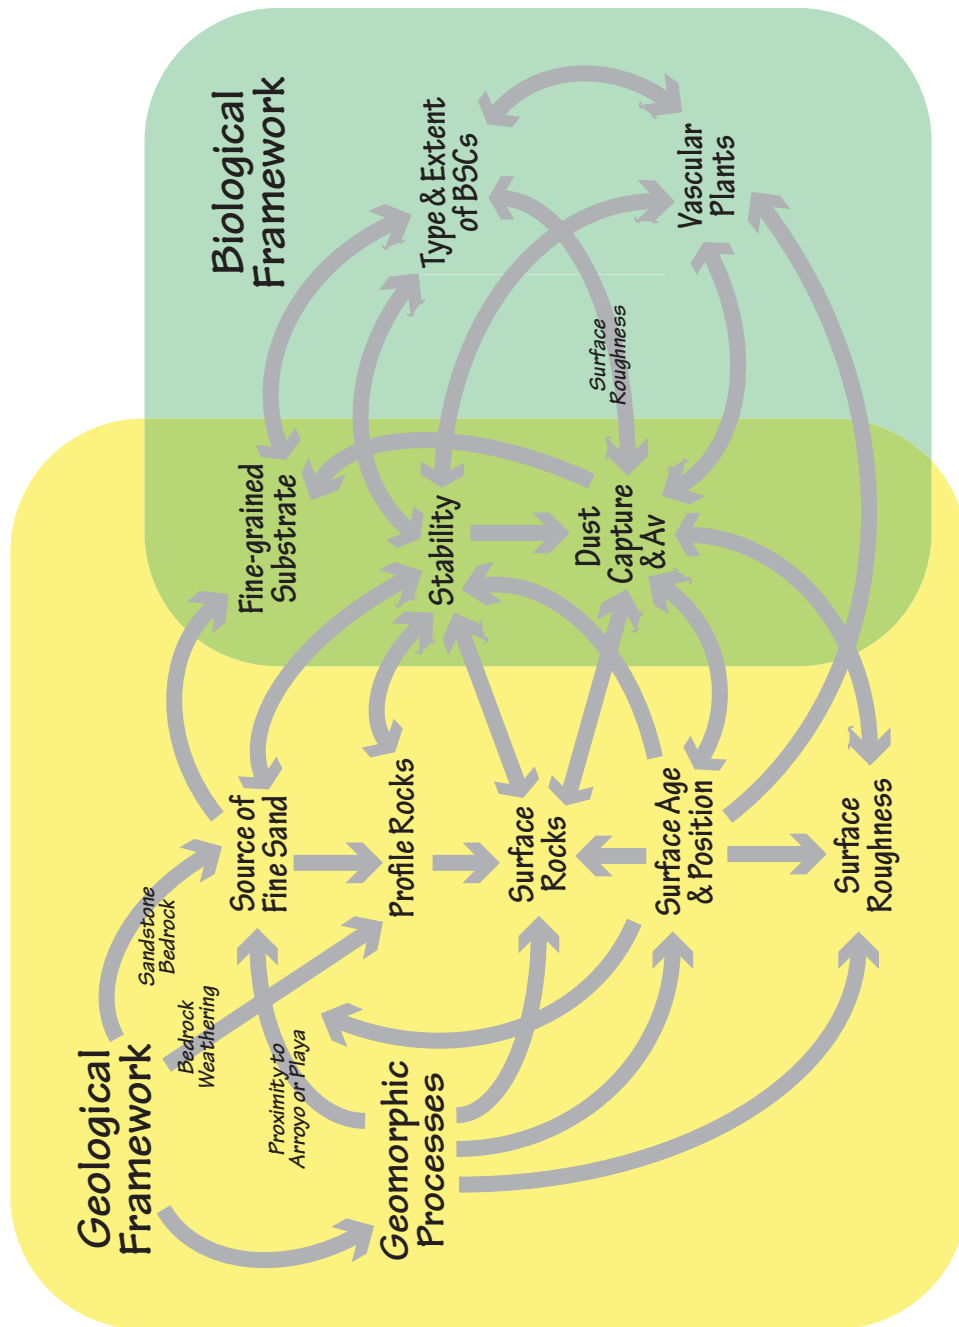 Geological
Framework
Biological
Framework
Sandstone
Bedrock
Bedrock
Weathering
Proximity to
Arroyo or Playa
Source of
Fine Sand
Fine-grained
Substrate
Type & Extent
of BSCs
Geomorphic
Processes
Profile Rocks
Stability
Surface
Rocks
Dust
Capture
& Av
Surface
Roughness
Vascular
Plants
Surface Age
& Position
Surface
Roughness